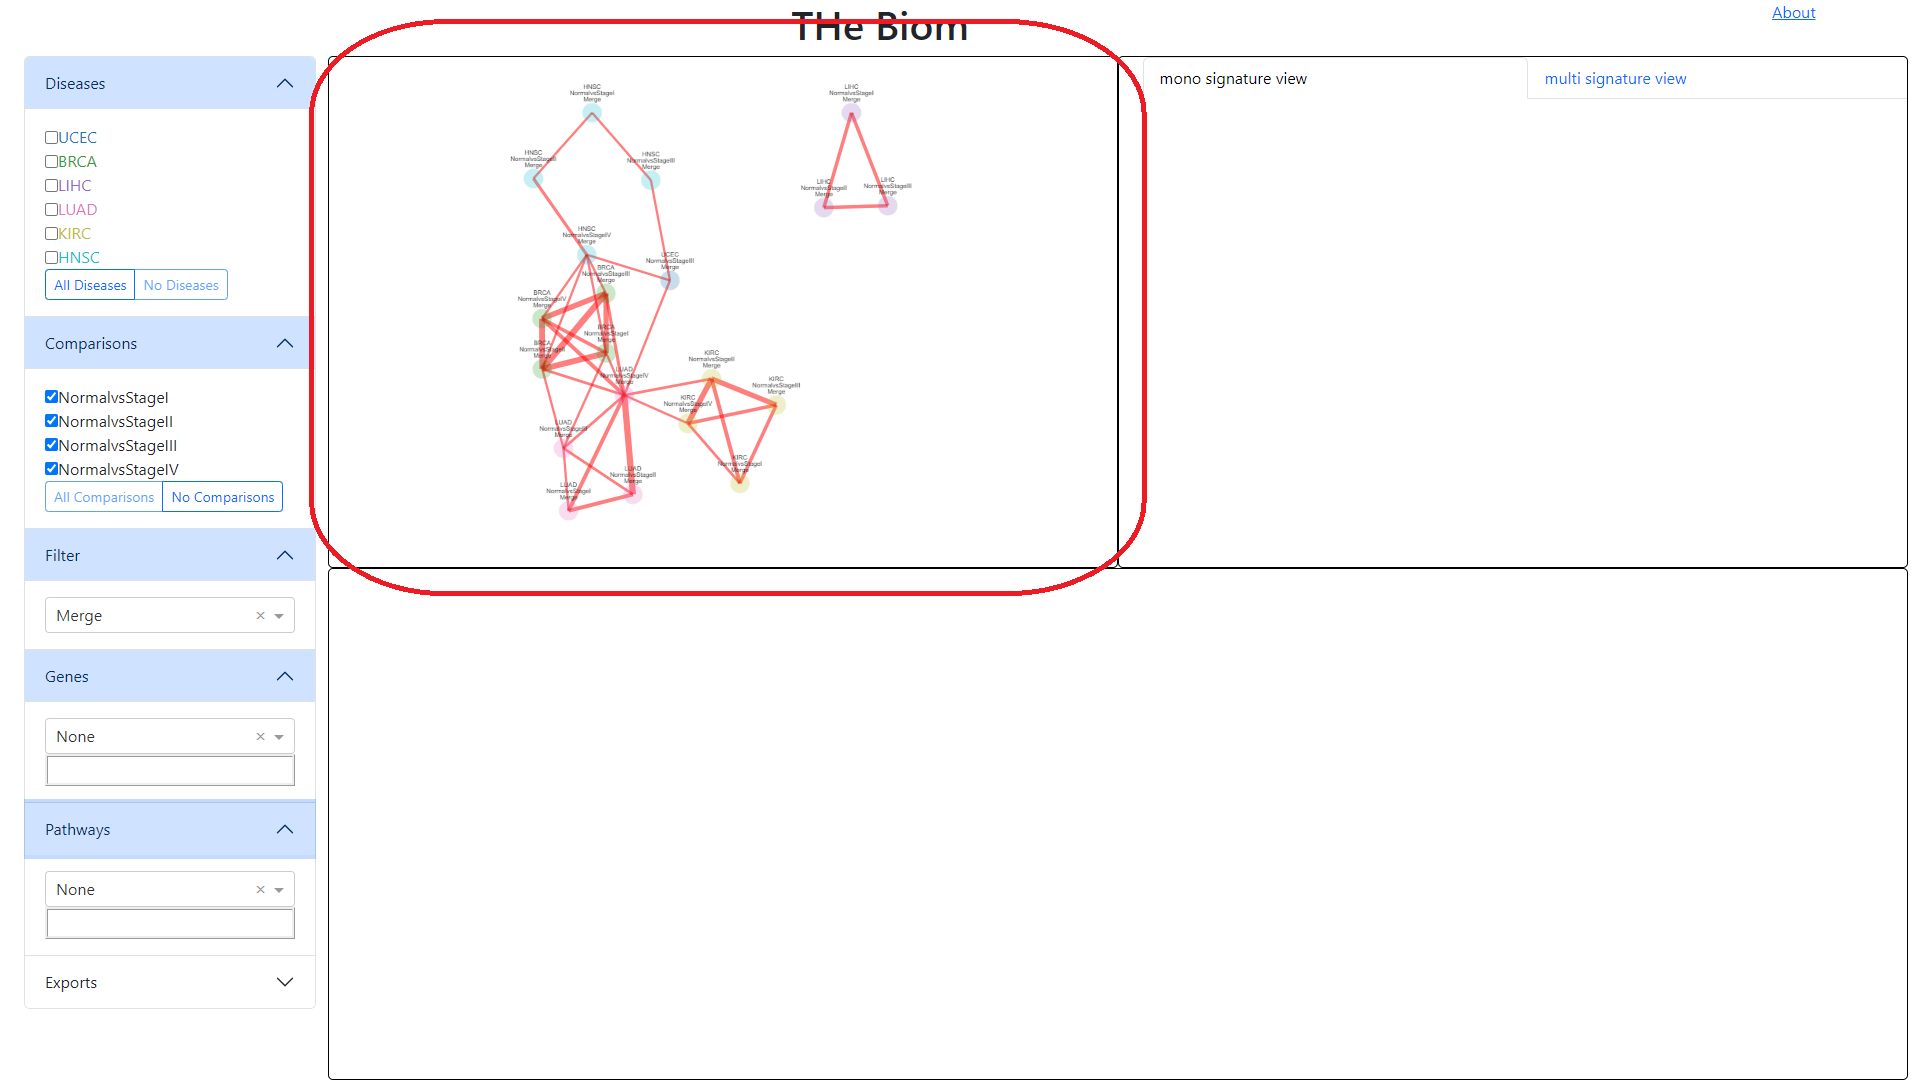 THe Biom
About
Diseases
UCEC
BRCA
LIHC
LUAD
KIRC
HNSC
All Diseases
No Diseases
Comparisons
NormalvsStageI
NormalvsStageII
NormalvsStageIII
NormalvsStageIV
All Comparisons
No Comparisons
Filter
Merge
Genes
None
Pathways
None
Exports
HNSC
NormalvsStageI
Merge
HNSC
NormalvsStageII
Merge
HNSC
NormalvsStageIII
Merge
HNSC
NormalvsStageIV
Merge
UCEC
NormalvsStageIII
Merge
BRCA
NormalvsStageIII
Merge
BRCA
NormalvsStageIV
Merge
BRCA
NormalvsStageI
Merge
BRCA
NormalvsStageII
Merge
LUAD
NormalvsStageIV
Merge
KIRC
NormalvsStageII
Merge
KIRC
NormalvsStageIII
Merge
KIRC
NormalvsStageIV
Merge
KIRC
NormalvsStageI
Merge
LUAD
NormalvsStageIII
Merge
LUAD
NormalvsStageII
Merge
LUAD
NormalvsStageI
Merge
LIHC
NormalvsStageI
Merge
LIHC
NormalvsStageII
Merge
LIHC
NormalvsStageIII
Merge
mono signature view
multi signature view